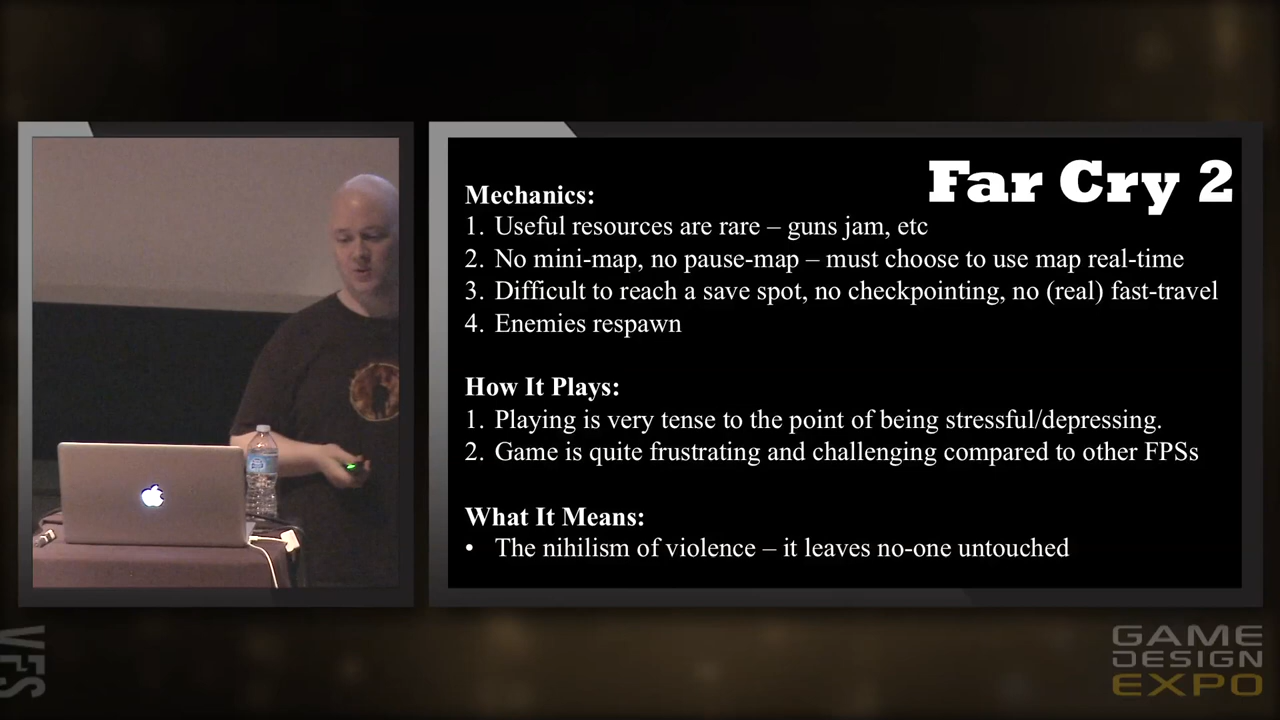 Far Cry 2
Mechanics:
1. Useful resources are rare – guns jam, etc
2. No mini-map, no pause-map – must choose to use map real-time
3. Difficult to reach a save spot, no checkpointing, no (real) fast-travel
4. Enemies respawn
How It Plays:
1. Playing is very tense to the point of being stressful/depressing.
2. Game is quite frustrating and challenging compared to other FPSs
What It Means:
• The nihilism of violence – it leaves no-one untouched
VFS
GAME
DESIGN
EXPO